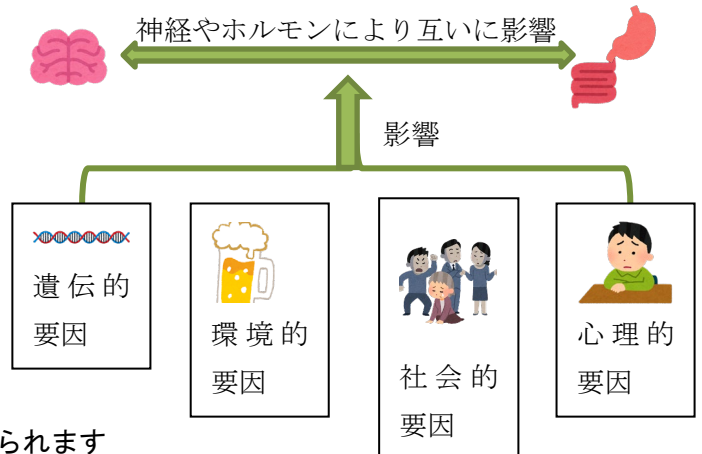 神経やホルモンにより互いに影響
影響
遺伝的
要因
環境的
要因
社会的
要因
心理的
要因
られます